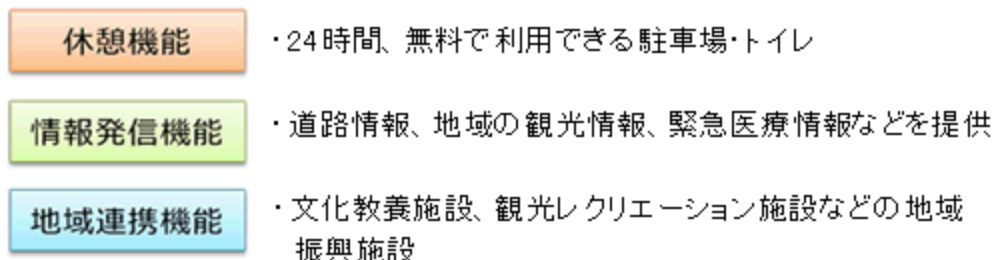 休憩機能
・24時間、無料で利用できる駐車場・トイレ
情報発信機能
・道路情報、地域の観光情報、緊急医療情報などを提供
地域連携機能
・文化教養施設、観光レクリエーション施設などの地域
振興施設